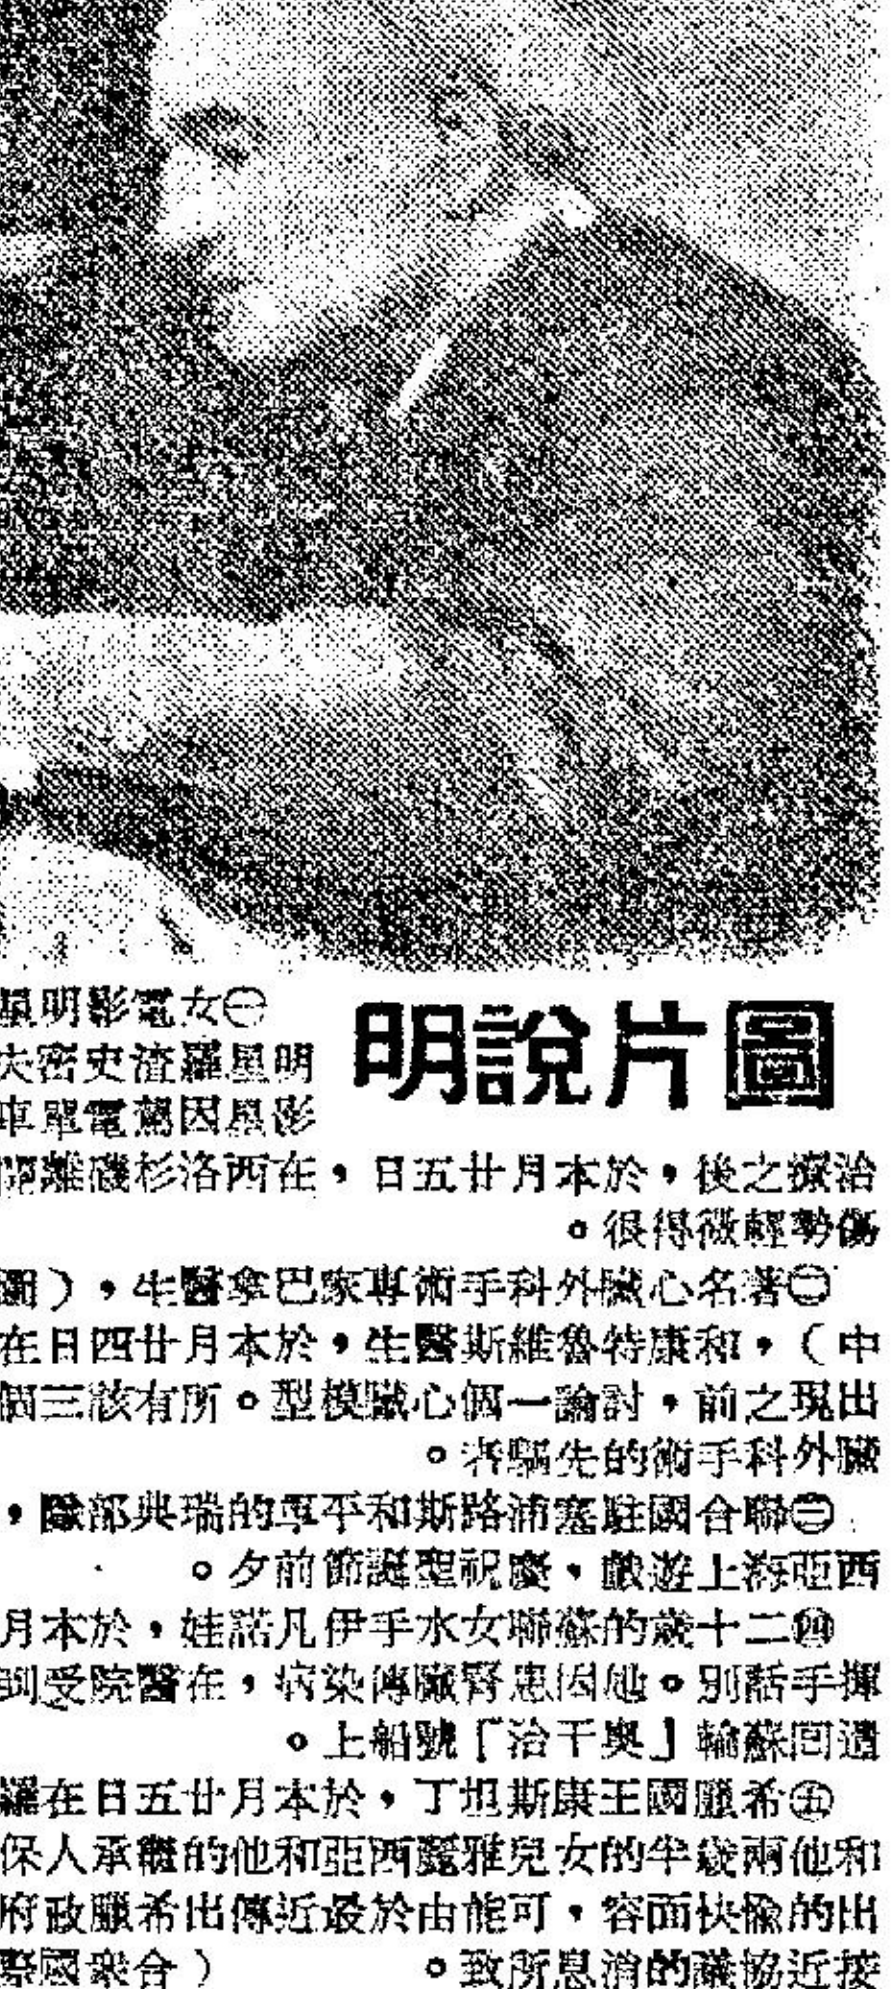 圖片說明
㊀女電影明星
明星羅渣史密夫
影星因駕電單車
治療之後，於本月廿五日，在西洛杉磯離開
傷勢輕微得很。
㊁著名心臟外科手術專家巴拿醫生，（圖
中），和康特魯維斯醫生，於本月廿四日在
出現之前，討論一個心臟模型。所有該三個
臟外科手術的先驅者。
㊂聯合國駐塞浦路斯和平軍的瑞典部隊，
西亞海上遊戲，慶祝聖誕節前夕。
㊃二十歲的蘇聯女水手伊凡諾娃，於本月
揮手話別。她因患腎臟傳染病，在醫院受到
遣回蘇輪「奧干治」號船上。
㊄希臘國王康斯坦丁，於本月廿五日在羅
和他兩歲半的女兒雅麗西亞和他的繼承人保
出的愉快面容，可能由於最近傳出希臘政府
接近協議的消息所致。（合衆國際